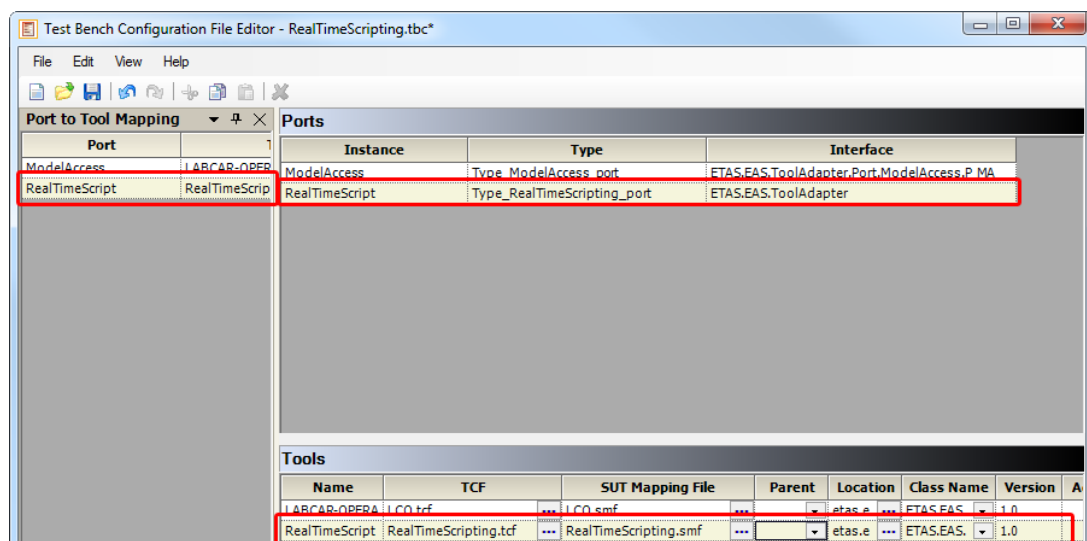 Test Bench Configuration File Editor - RealTimeScripting.tbc*
File Edit View Help
Port to Tool Mapping
Port T
ModelAccess LABCAR-OPER
RealTimeScript RealTimeScrip
Ports
Instance Type Interface
ModelAccess Type_ModelAccess_port ETAS.EAS.ToolAdapter.Port.ModelAccess.P_MA
RealTimeScript Type_RealTimeScripting_port ETAS.EAS.ToolAdapter
Tools
Name TCF SUT Mapping File Parent Location Class Name Version A
LABCAR-OPERA LCO.tcf ... LCO.smf ... etas.e ... ETAS.EAS. 1.0
RealTimeScript RealTimeScripting.tcf ... RealTimeScripting.smf ... etas.e ... ETAS.EAS. 1.0